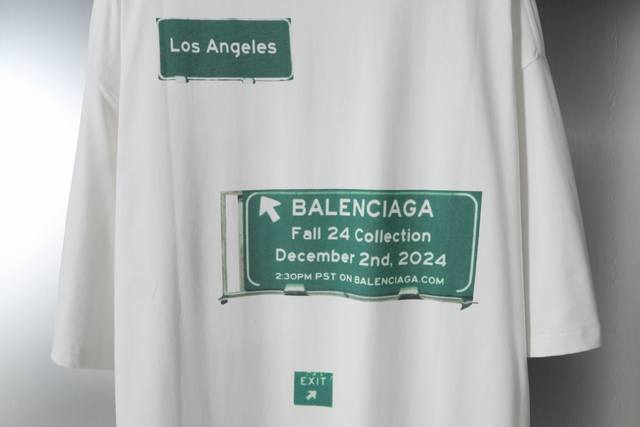 Los Angeles
BALENCIAGA
Fall 24 Collection
December 2nd, 2024
2:30PM PST ON BALENCIAGA.COM
EXIT